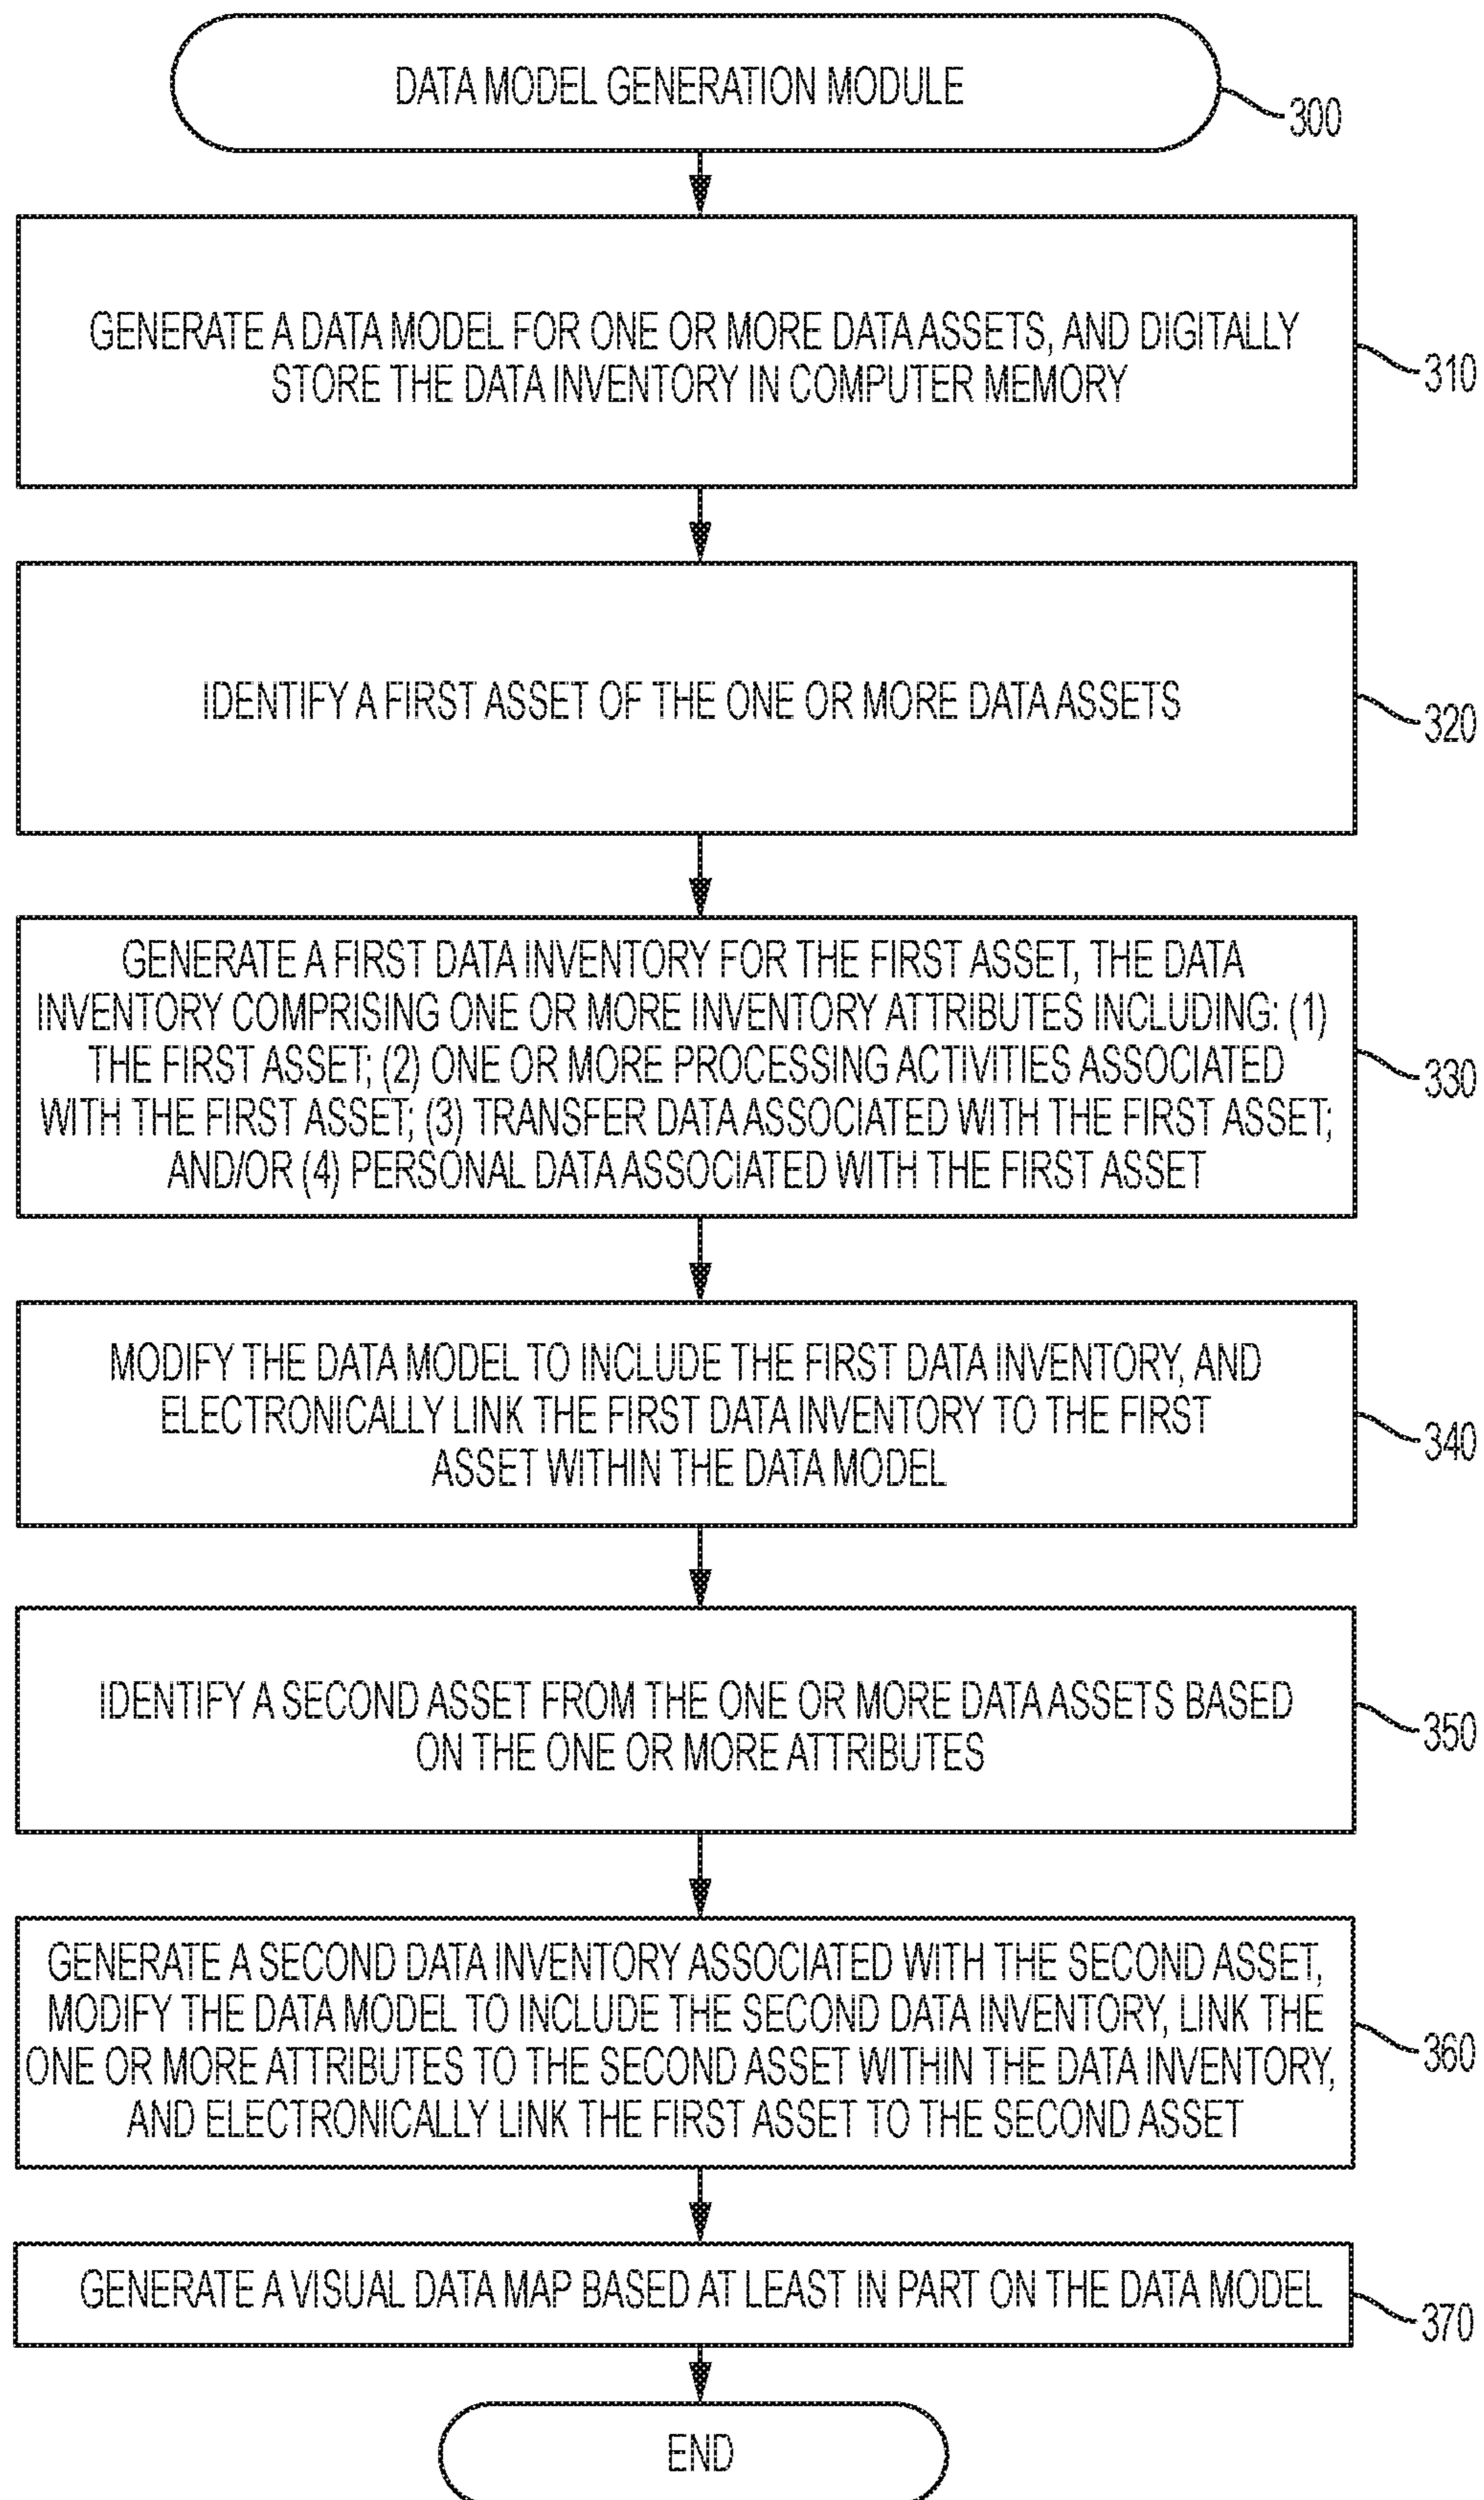 DATA MODEL GENERATION MODULE
300
GENERATE A DATA MODEL FOR ONE OR MORE DATA ASSETS, AND DIGITALLY
STORE THE DATA INVENTORY IN COMPUTER MEMORY
310
IDENTIFY A FIRST ASSET OF THE ONE OR MORE DATA ASSETS
320
GENERATE A FIRST DATA INVENTORY FOR THE FIRST ASSET, THE DATA
INVENTORY COMPRISING ONE OR MORE INVENTORY ATTRIBUTES INCLUDING: (1)
THE FIRST ASSET; (2) ONE OR MORE PROCESSING ACTIVITIES ASSOCIATED
WITH THE FIRST ASSET; (3) TRANSFER DATA ASSOCIATED WITH THE FIRST ASSET;
AND/OR (4) PERSONAL DATA ASSOCIATED WITH THE FIRST ASSET
330
MODIFY THE DATA MODEL TO INCLUDE THE FIRST DATA INVENTORY, AND
ELECTRONICALLY LINK THE FIRST DATA INVENTORY TO THE FIRST
ASSET WITHIN THE DATA MODEL
340
IDENTIFY A SECOND ASSET FROM THE ONE OR MORE DATA ASSETS BASED
ON THE ONE OR MORE ATTRIBUTES
350
GENERATE A SECOND DATA INVENTORY ASSOCIATED WITH THE SECOND ASSET,
MODIFY THE DATA MODEL TO INCLUDE THE SECOND DATA INVENTORY, LINK THE
ONE OR MORE ATTRIBUTES TO THE SECOND ASSET WITHIN THE DATA INVENTORY,
AND ELECTRONICALLY LINK THE FIRST ASSET TO THE SECOND ASSET
360
GENERATE A VISUAL DATA MAP BASED AT LEAST IN PART ON THE DATA MODEL
370
END